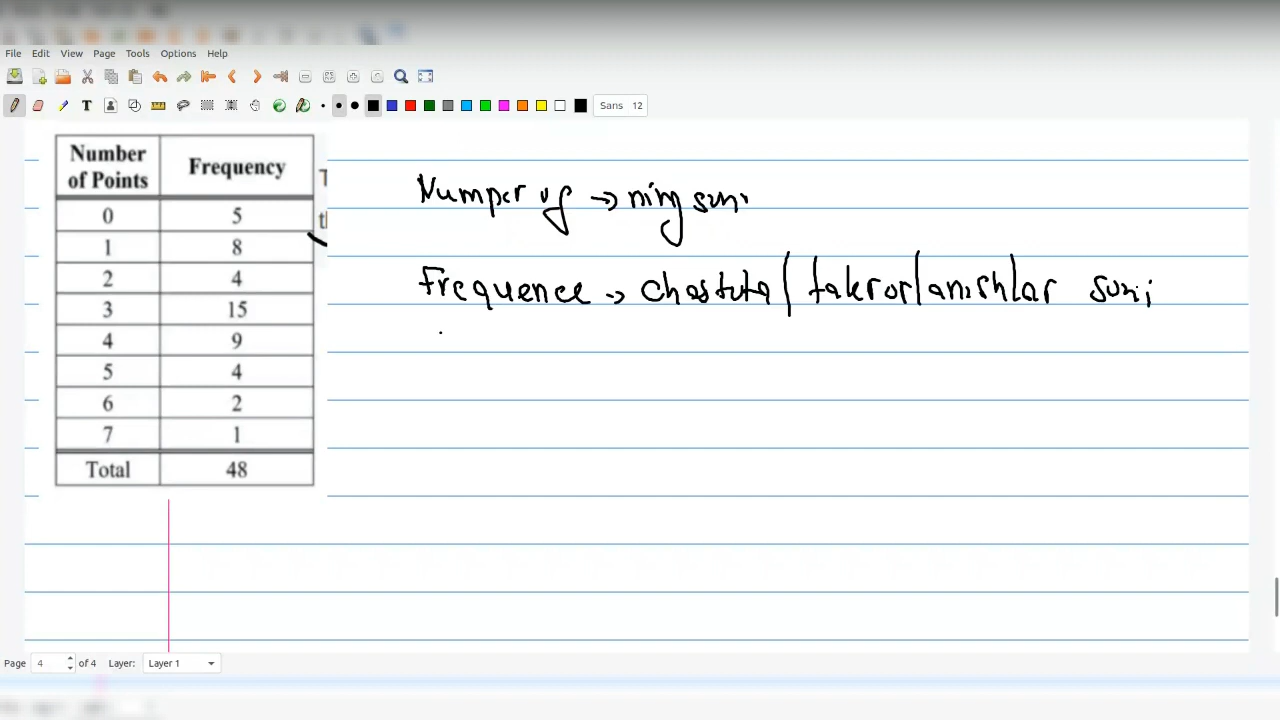 File Edit View Page Tools Options Help
Sans 12
Number of Points Frequency
0 5
1 8
2 4
3 15
4 9
5 4
6 2
7 1
Total 48
T
th
Numper of → ning soni
Frequence → chastota / takrorlanishlar soni
Page 4 of 4 Layer: Layer 1